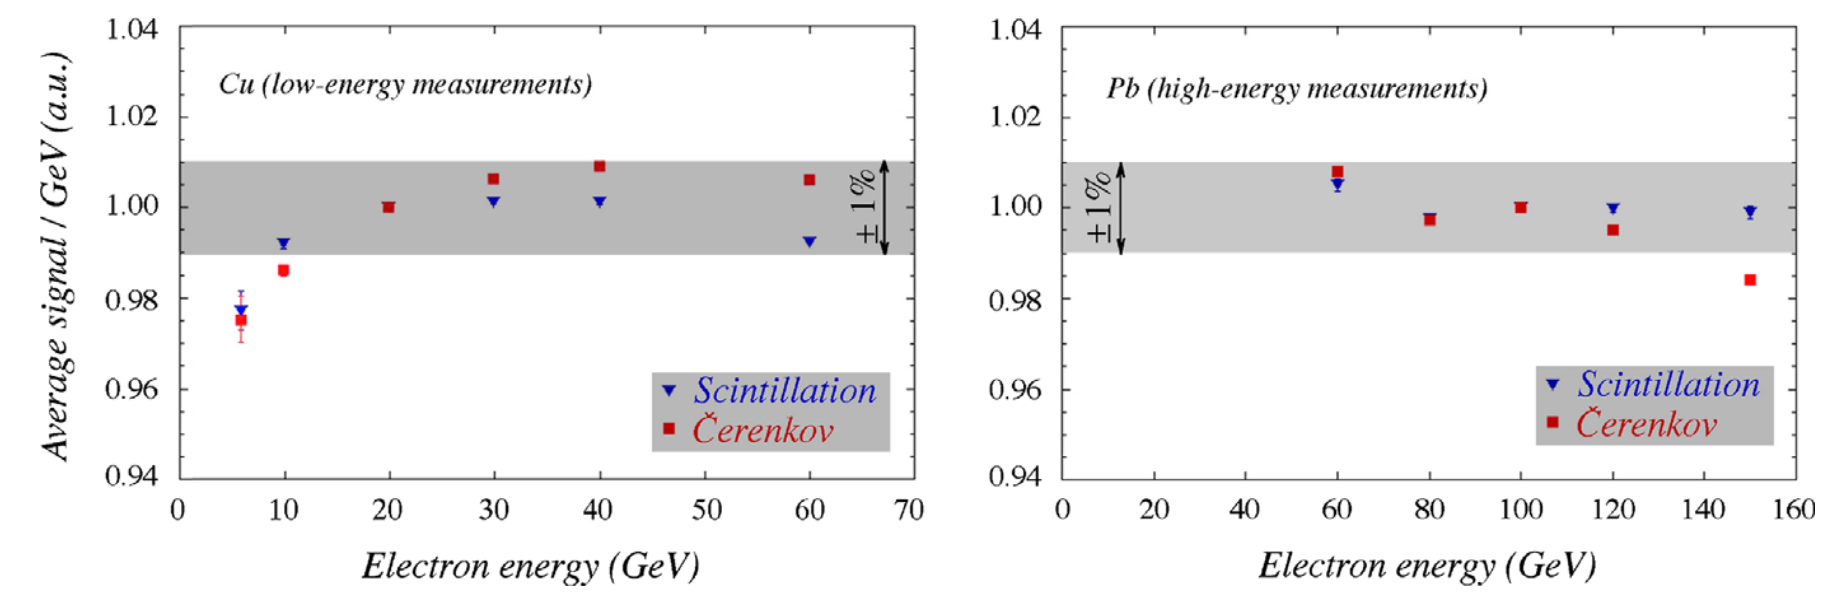 Average signal / GeV (a.u.)
1.04
1.02
1.00
0.98
0.96
0.94
Cu (low-energy measurements)
± 1%
Scintillation
Čerenkov
0 10 20 30 40 50 60 70
Electron energy (GeV)
1.04
1.02
1.00
0.98
0.96
0.94
Pb (high-energy measurements)
±1%
Scintillation
Čerenkov
0 20 40 60 80 100 120 140 160
Electron energy (GeV)